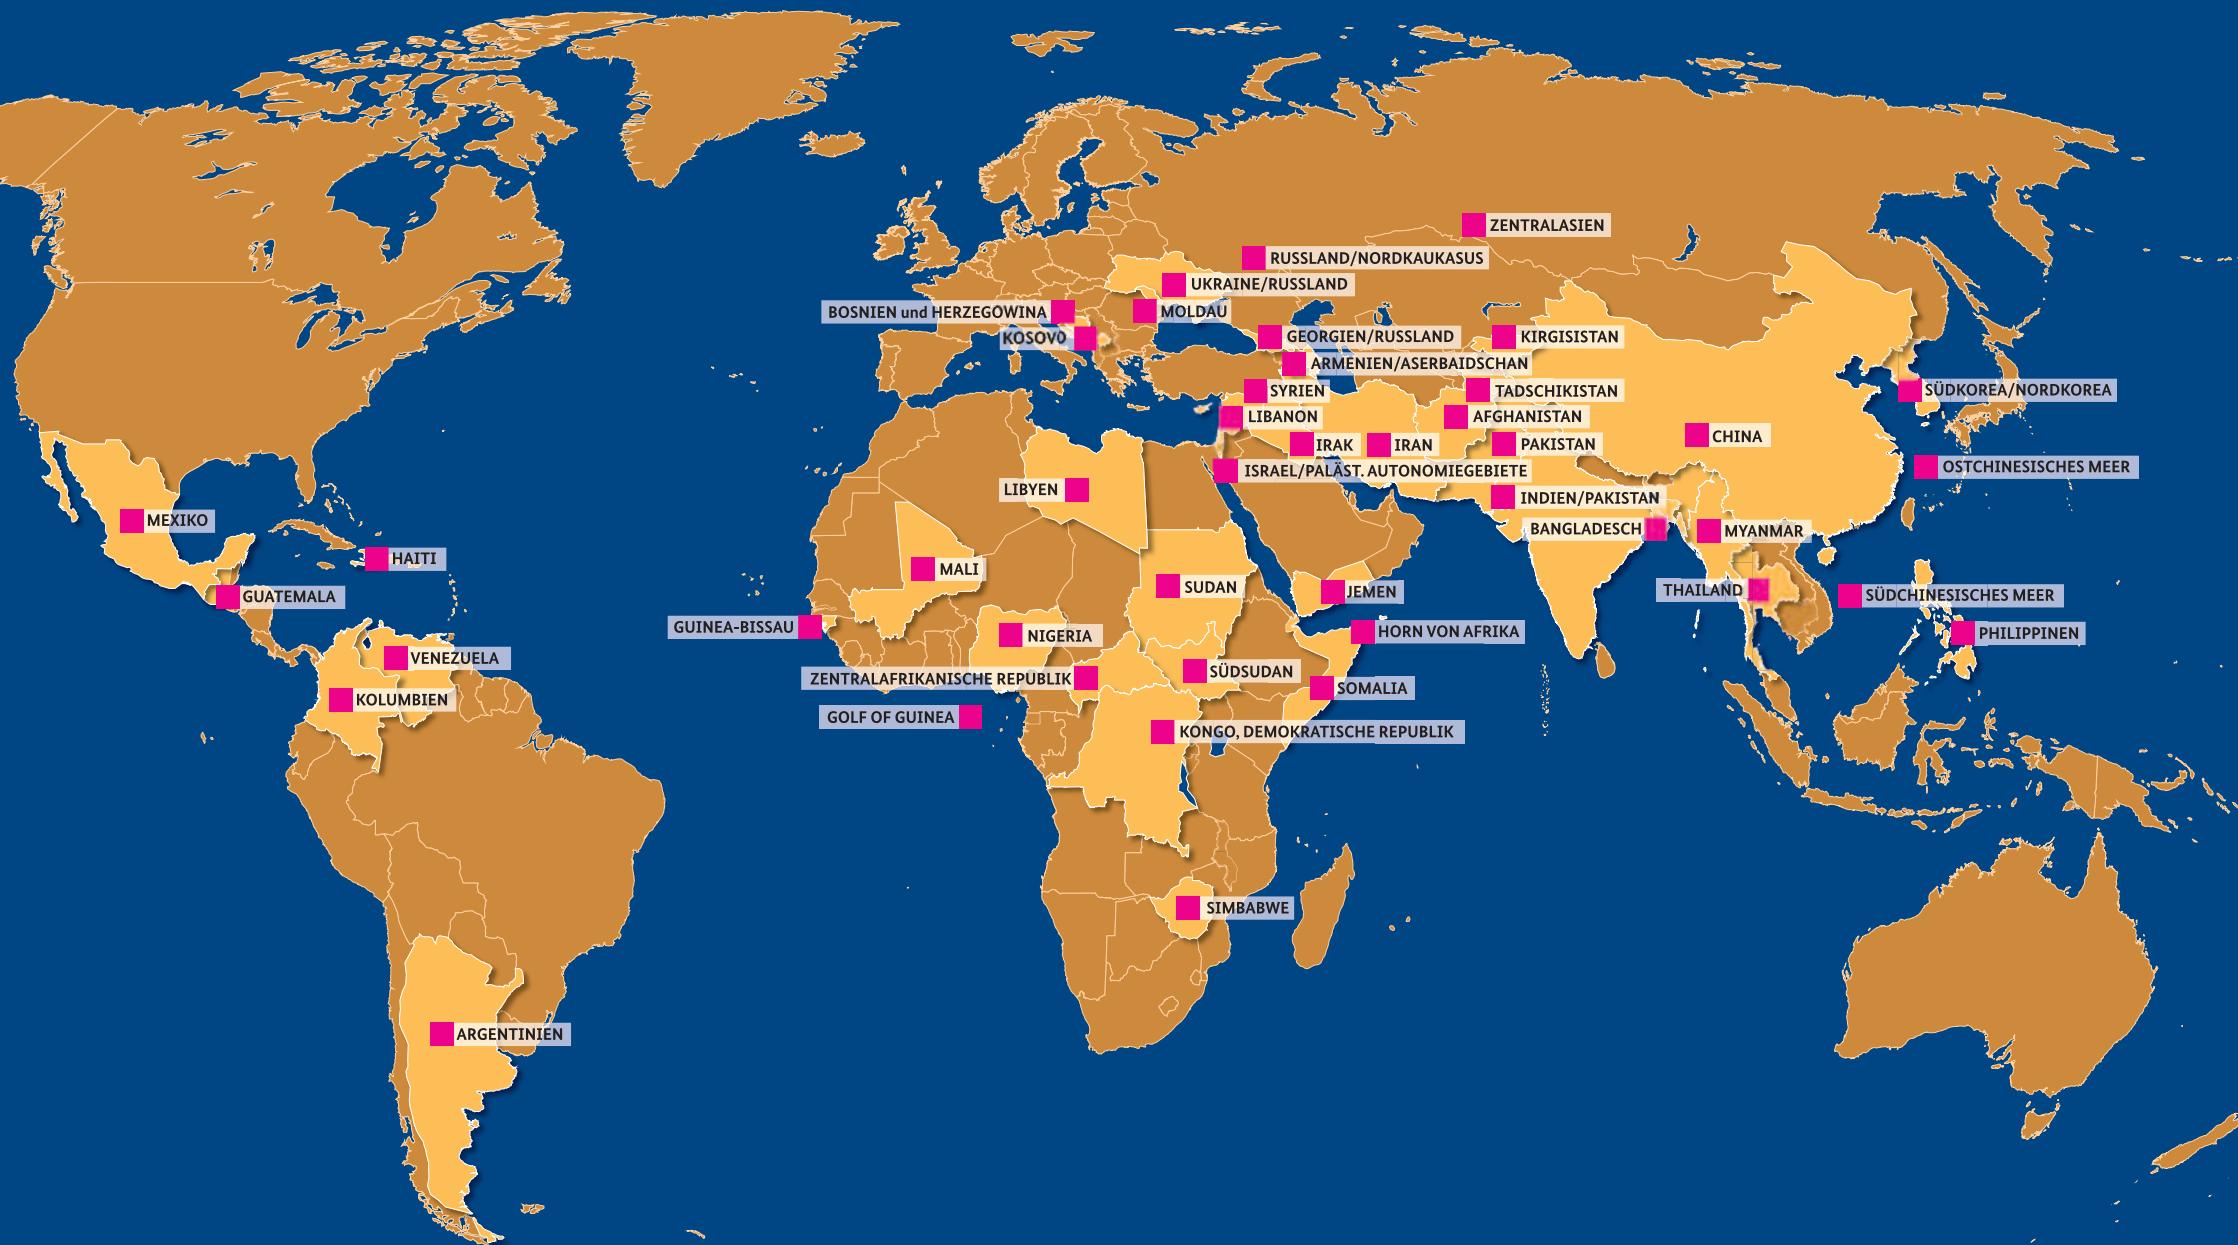 ZENTRALASIEN
RUSSLAND/NORDKAUKASUS
UKRAINE/RUSSLAND
BOSNIEN und HERZEGOWINA
MOLDAU
KOSOVO
GEORGIEN/RUSSLAND
KIRGISISTAN
ARMENIEN/ASERBAIDSCHAN
SYRIEN
TADSCHIKISTAN
SÜDKOREA/NORDKOREA
LIBANON
AFGHANISTAN
CHINA
IRAK
IRAN
PAKISTAN
OSTCHINESISCHES MEER
ISRAEL/PALÄST. AUTONOMIEGEBIETE
LIBYEN
INDIEN/PAKISTAN
MEXIKO
BANGLADESCH
MYANMAR
HAITI
MALI
SUDAN
THAILAND
JEMEN
SÜDCHINESISCHES MEER
GUATEMALA
GUINEA-BISSAU
NIGERIA
HORN VON AFRIKA
PHILIPPINEN
VENEZUELA
SÜDSUDAN
ZENTRALAFRIKANISCHE REPUBLIK
SOMALIA
KOLUMBIEN
GOLF OF GUINEA
KONGO, DEMOKRATISCHE REPUBLIK
SIMBABWE
ARGENTINIEN